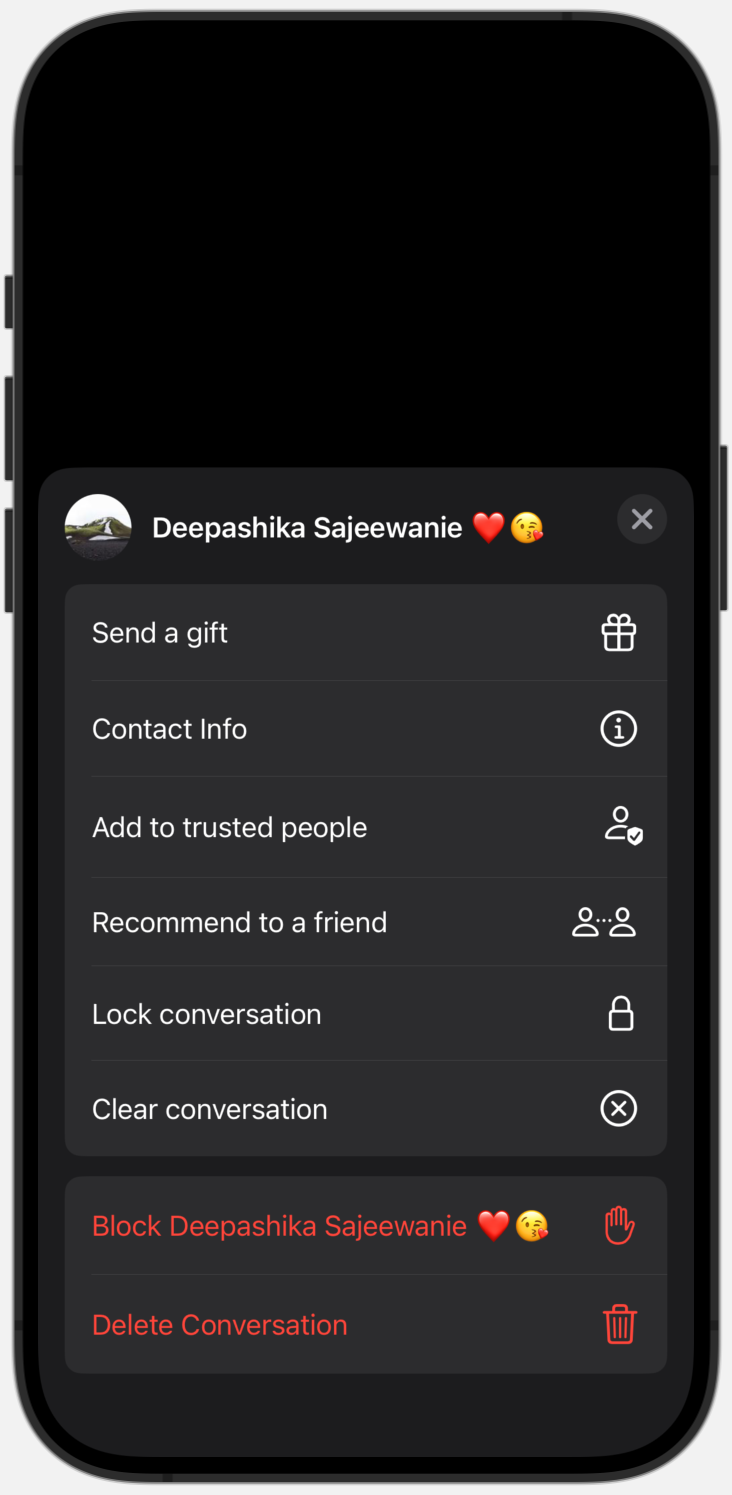 Deepashika Sajeewanie ❤️😘
Send a gift
Contact Info
Add to trusted people
Recommend to a friend
Lock conversation
Clear conversation
Block Deepashika Sajeewanie ❤️😘
Delete Conversation